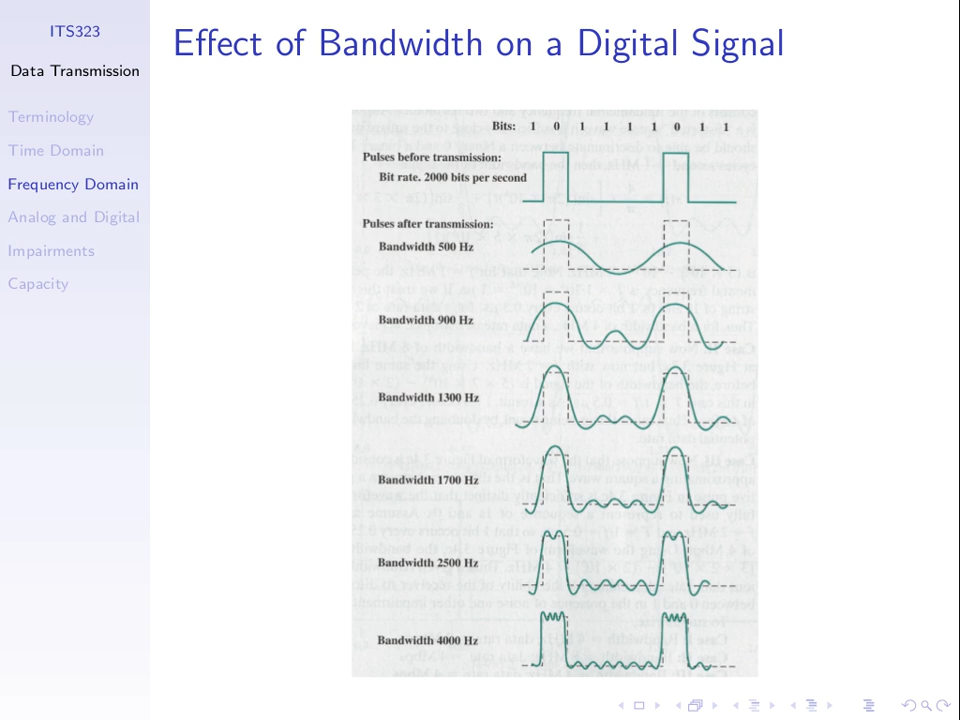 ITS323
Data Transmission
Terminology
Time Domain
Frequency Domain
Analog and Digital
Impairments
Capacity
Effect of Bandwidth on a Digital Signal
Bits: 1 0 1 1 1 1 0 1 1
Pulses before transmission:
Bit rate. 2000 bits per second
Pulses after transmission:
Bandwidth 500 Hz
Bandwidth 900 Hz
Bandwidth 1300 Hz
Bandwidth 1700 Hz
Bandwidth 2500 Hz
Bandwidth 4000 Hz